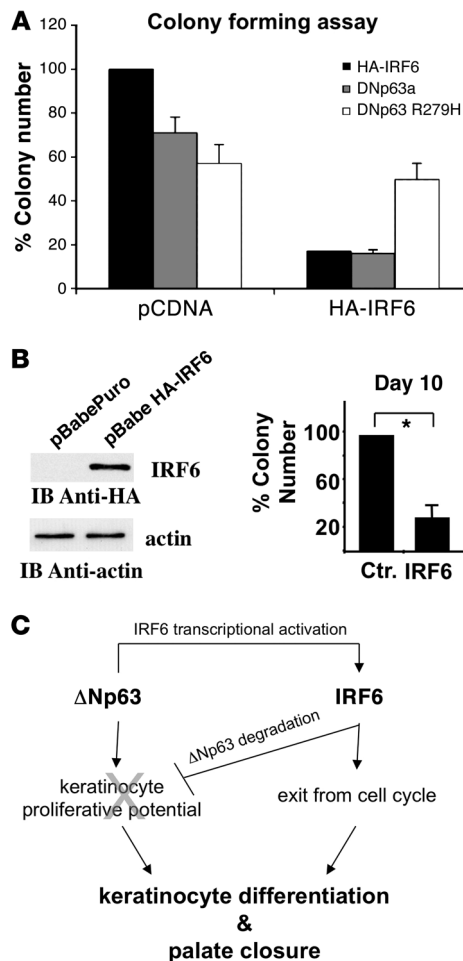 A
Colony forming assay
% Colony number
120
100
80
60
40
20
0
HA-IRF6
DNp63a
DNp63 R279H
pCDNA
HA-IRF6
B
pBabePuro
pBabe HA-IRF6
IRF6
IB Anti-HA
actin
IB Anti-actin
Day 10
*
% Colony
Number
100
60
20
Ctr.
IRF6
C
IRF6 transcriptional activation
ΔNp63
IRF6
ΔNp63 degradation
keratinocyte
proliferative potential
X
exit from cell cycle
keratinocyte differentiation
&
palate closure